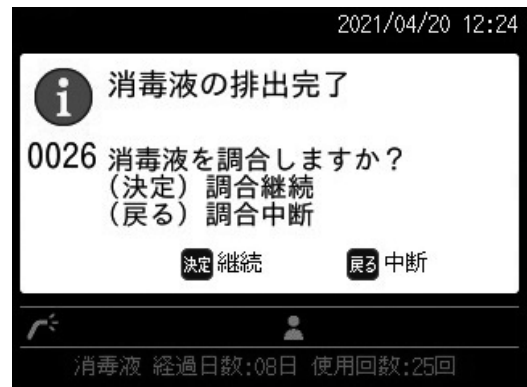 2021/04/20 12:24
消毒液の排出完了
0026 消毒液を調合しますか?
(決定) 調合継続
(戻る) 調合中断
決定 継続 戻る 中断
消毒液 経過日数:08日 使用回数:25回